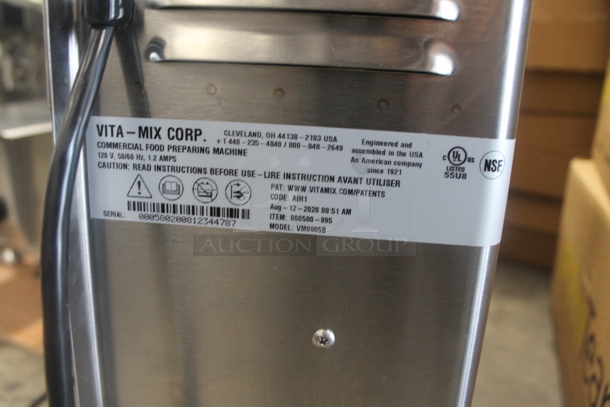 VITA-MIX CORP.
CLEVELAND, OH 44138-2103 USA
+1 440-235-4840 / 800-848-2649
COMMERCIAL FOOD PREPARING MACHINE
120 V, 50/60 Hz, 1.2 AMPS
Engineered and
assembled in the USA
An American company
since 1921
C UL US
LISTED
55U8
NSF
CAUTION: READ INSTRUCTIONS BEFORE USE-LIRE INSTRUCTION AVANT UTILISER
PAT: WWW.VITAMIX.COM/PATENTS
CODE: AIH1
Aug-12-2020 08:51 AM
ITEM: 000580-095
MODEL: VM0005B
SERIAL:
000580200812344787
AUCTION GROUP